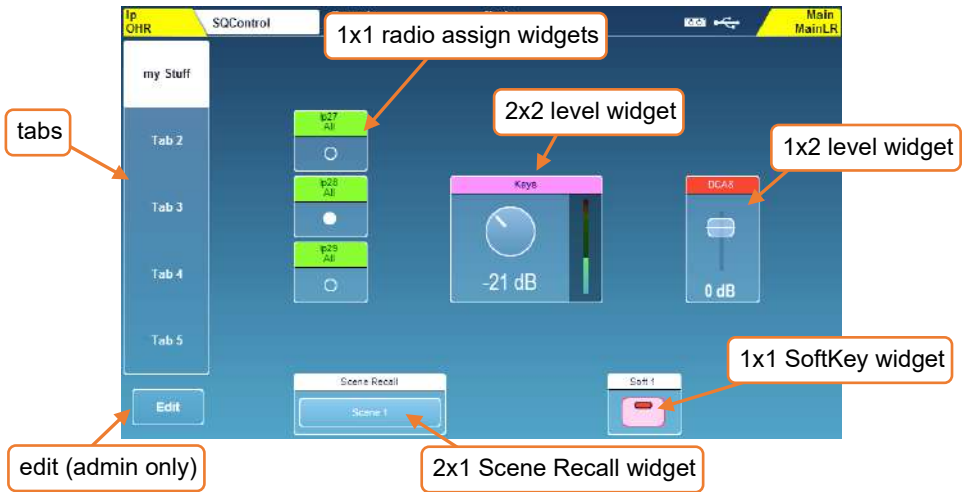 Ip
OHR
SQControl
Main
MainLR
1x1 radio assign widgets
my Stuff
2x2 level widget
tabs
Tab 2
Ip27
All
1x2 level widget
Ip28
All
Keys
DCA8
Tab 3
Ip29
All
Tab 4
-21 dB
0 dB
Tab 5
1x1 SoftKey widget
Scene Recall
Soft 1
Edit
Scene 1
edit (admin only)
2x1 Scene Recall widget